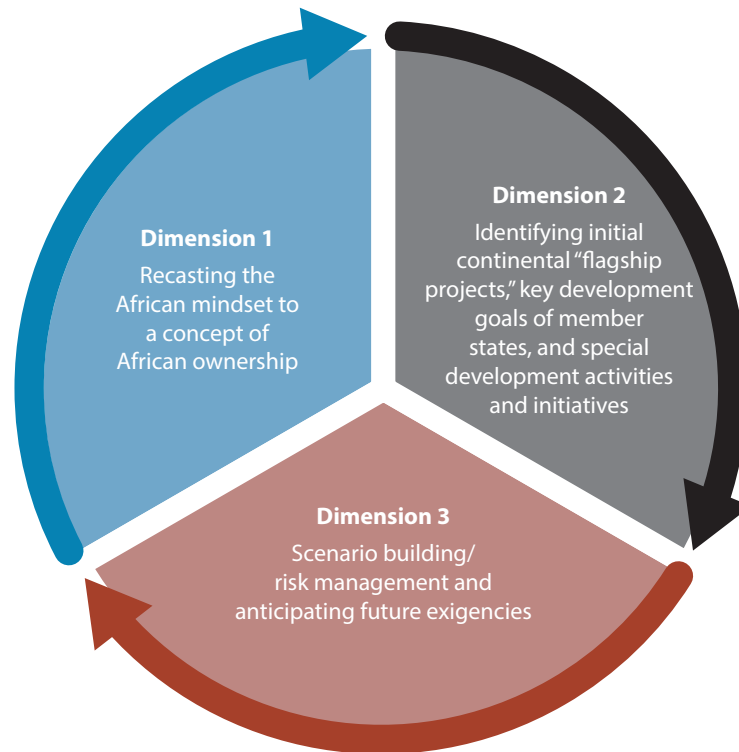 Dimension 1
Recasting the
African mindset to
a concept of
African ownership
Dimension 2
Identifying initial
continental “flagship
projects,” key development
goals of member
states, and special
development activities
and initiatives
Dimension 3
Scenario building/
risk management and
anticipating future exigencies